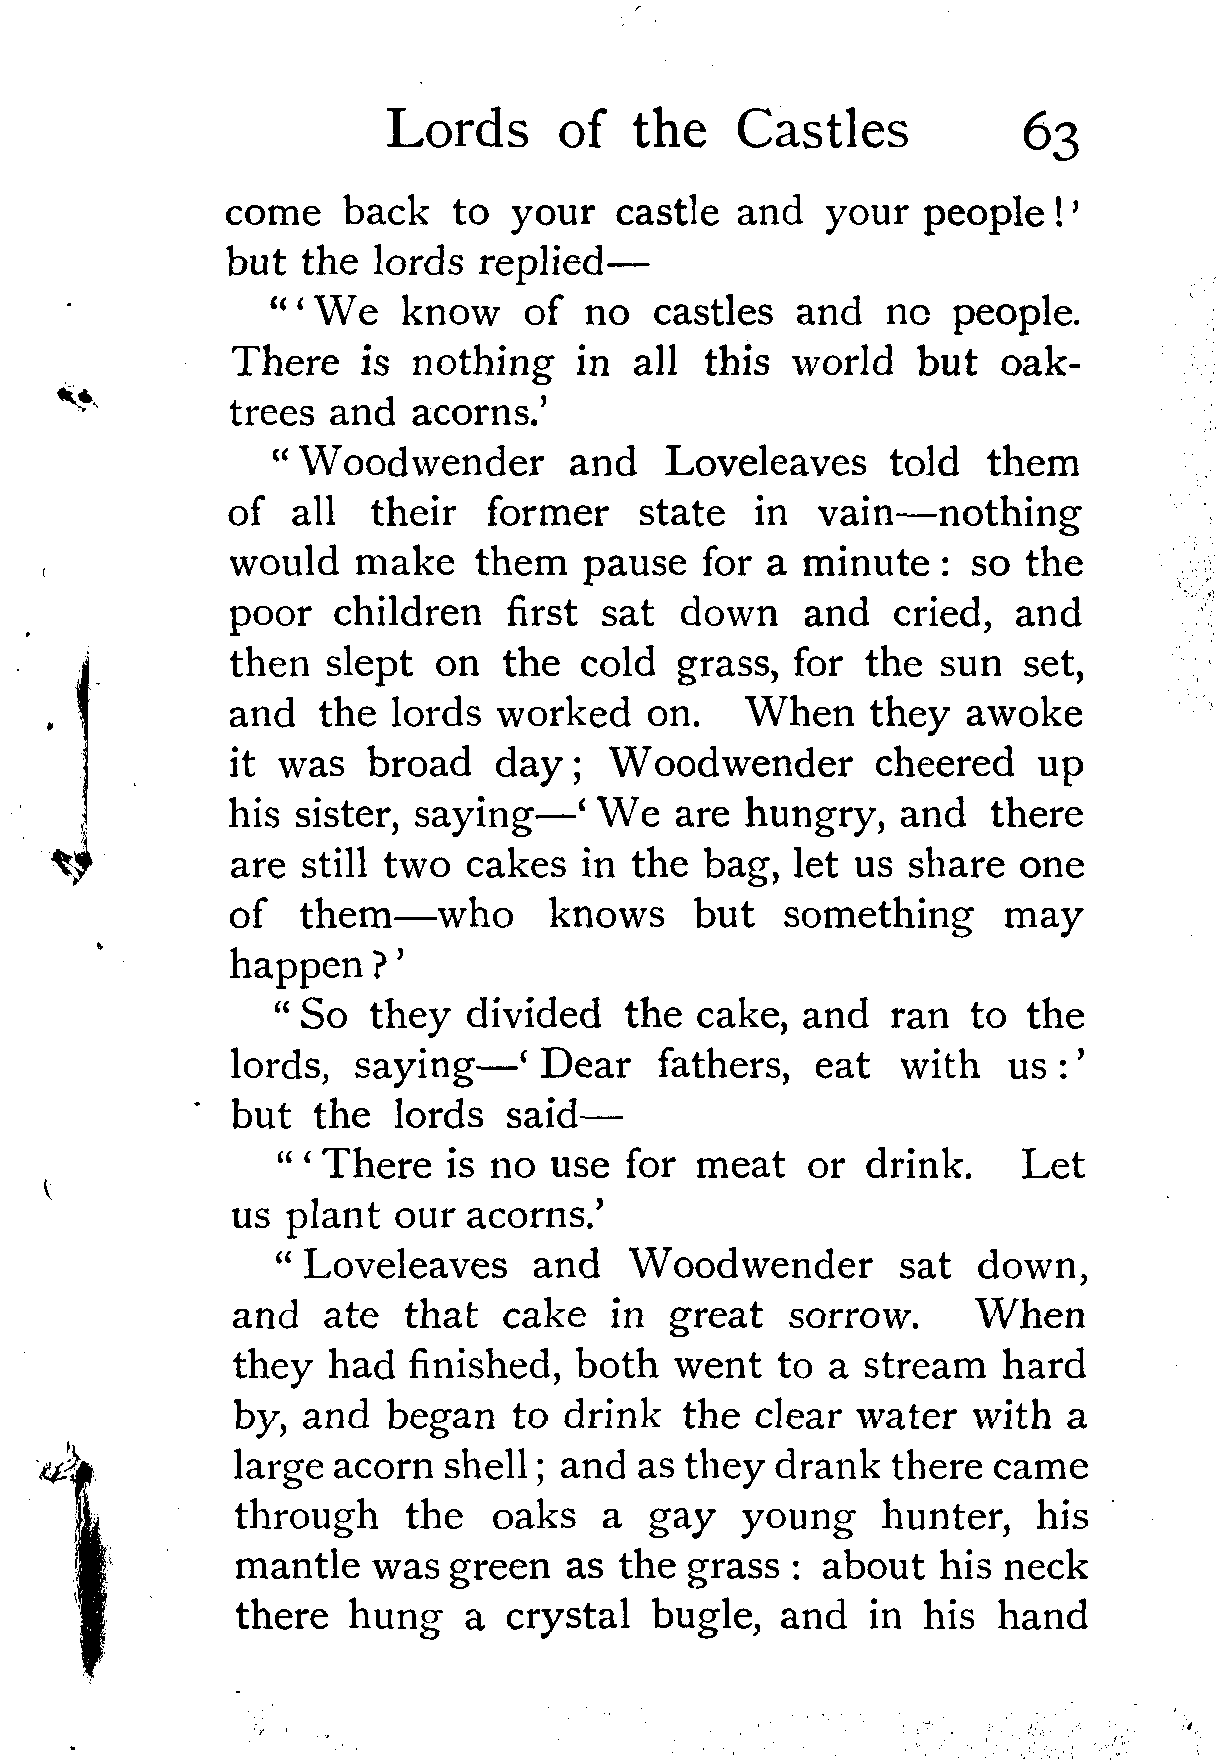 Lords of the Castles 63
come back to your castle and your people!'
but the lords replied—
"'We know of no castles and no people.
There is nothing in all this world but oak-
trees and acorns.'
"Woodwender and Loveleaves told them
of all their former state in vain—nothing
would make them pause for a minute: so the
poor children first sat down and cried, and
then slept on the cold grass, for the sun set,
and the lords worked on. When they awoke
it was broad day; Woodwender cheered up
his sister, saying—'We are hungry, and there
are still two cakes in the bag, let us share one
of them—who knows but something may
happen?'
"So they divided the cake, and ran to the
lords, saying—'Dear fathers, eat with us:'
but the lords said—
"'There is no use for meat or drink. Let
us plant our acorns.'
"Loveleaves and Woodwender sat down,
and ate that cake in great sorrow. When
they had finished, both went to a stream hard
by, and began to drink the clear water with a
large acorn shell; and as they drank there came
through the oaks a gay young hunter, his
mantle was green as the grass: about his neck
there hung a crystal bugle, and in his hand